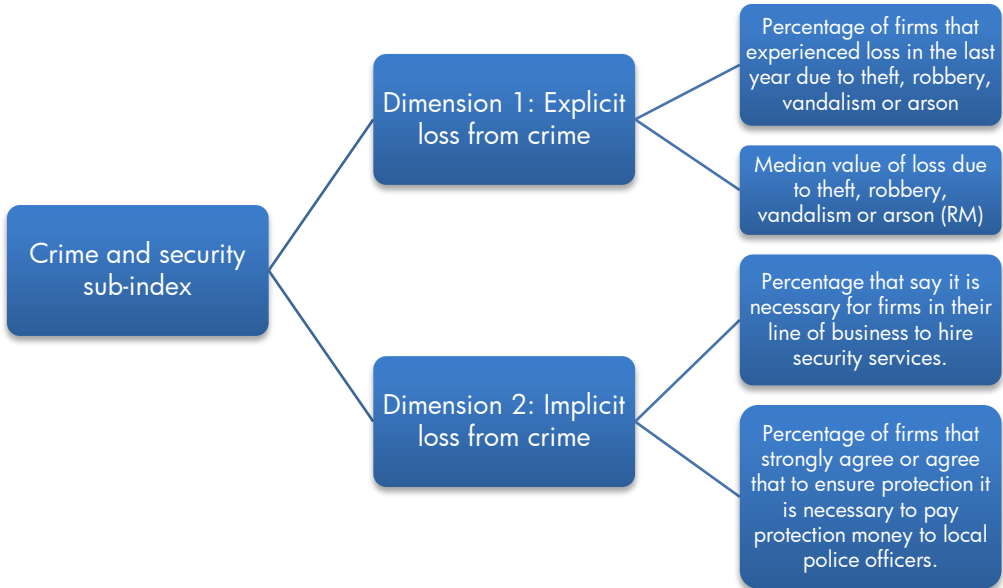 Crime and security
sub-index
Dimension 1: Explicit
loss from crime
Percentage of firms that
experienced loss in the last
year due to theft, robbery,
vandalism or arson
Median value of loss due
to theft, robbery,
vandalism or arson (RM)
Dimension 2: Implicit
loss from crime
Percentage that say it is
necessary for firms in their
line of business to hire
security services.
Percentage of firms that
strongly agree or agree
that to ensure protection it
is necessary to pay
protection money to local
police officers.